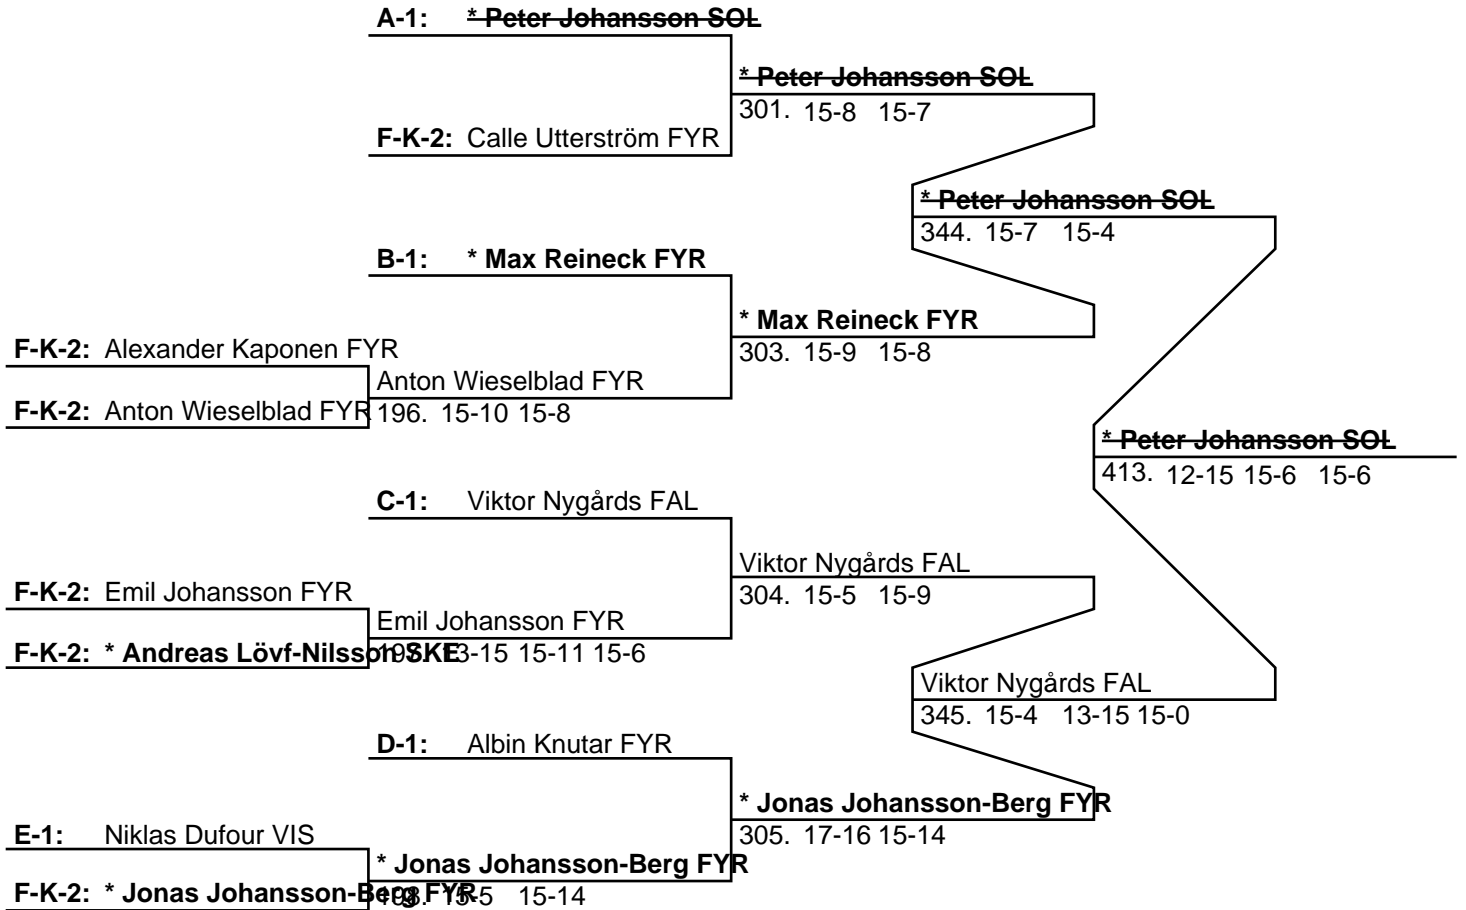 A-1: * Peter Johansson SOL
* Peter Johansson SOL
301. 15-8 15-7
F-K-2: Calle Utterström FYR
* Peter Johansson SOL
344. 15-7 15-4
B-1: * Max Reineck FYR
* Max Reineck FYR
303. 15-9 15-8
F-K-2: Alexander Kaponen FYR
Anton Wieselblad FYR
F-K-2: Anton Wieselblad FYR 196. 15-10 15-8
* Peter Johansson SOL
413. 12-15 15-6 15-6
C-1: Viktor Nygårds FAL
Viktor Nygårds FAL
304. 15-5 15-9
F-K-2: Emil Johansson FYR
Emil Johansson FYR
F-K-2: * Andreas Lövf-Nilsson SKE 197. 13-15 15-11 15-6
Viktor Nygårds FAL
345. 15-4 13-15 15-0
D-1: Albin Knutar FYR
* Jonas Johansson-Berg FYR
305. 17-16 15-14
E-1: Niklas Dufour VIS
* Jonas Johansson-Berg FYR
F-K-2: * Jonas Johansson-Berg FYR 198. 15-5 15-14